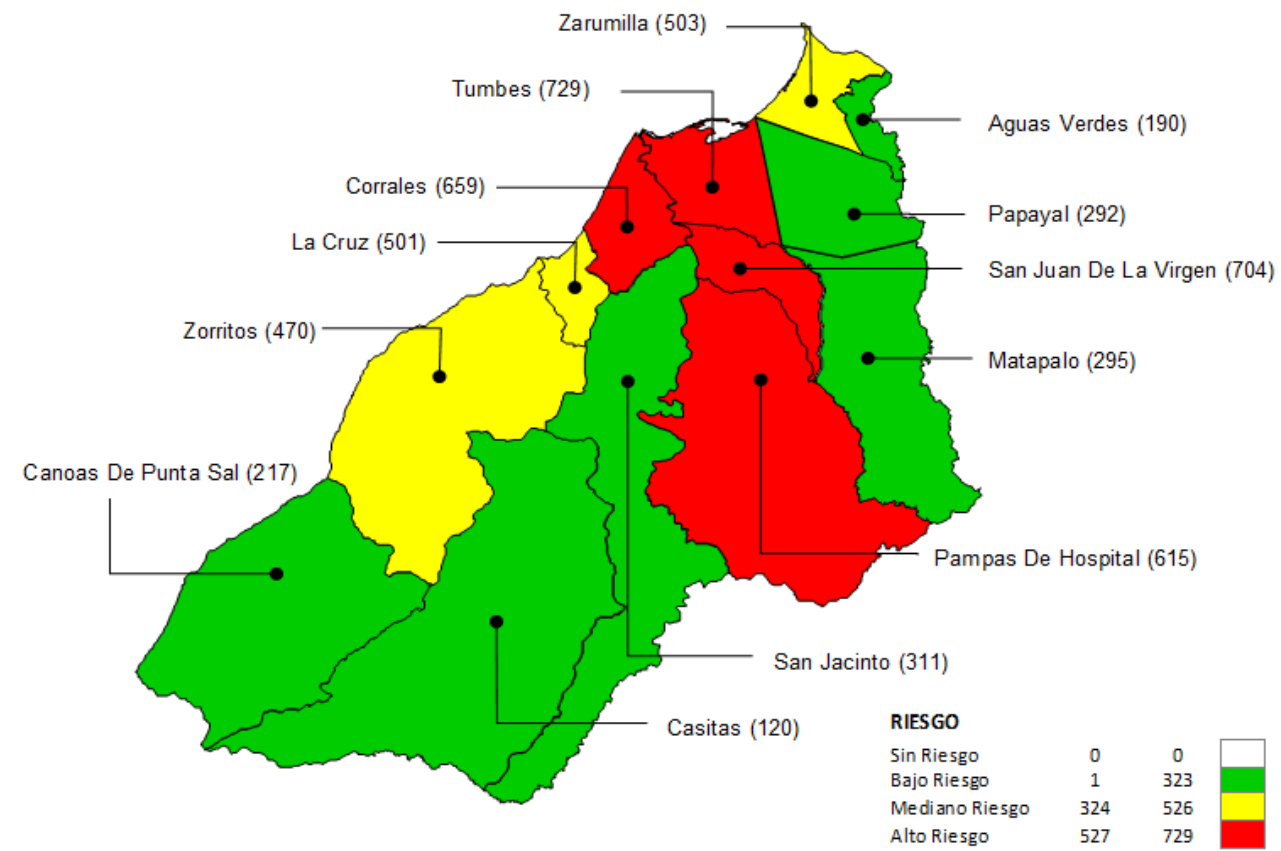 Zarumilla (503)
Tumbes (729)
Aguas Verdes (190)
Corrales (659)
Papayal (292)
La Cruz (501)
San Juan De La Virgen (704)
Zorritos (470)
Matapalo (295)
Canoas De Punta Sal (217)
Pampas De Hospital (615)
San Jacinto (311)
Casitas (120)
RIESGO
Sin Riesgo 0 0
Bajo Riesgo 1 323
Mediano Riesgo 324 526
Alto Riesgo 527 729